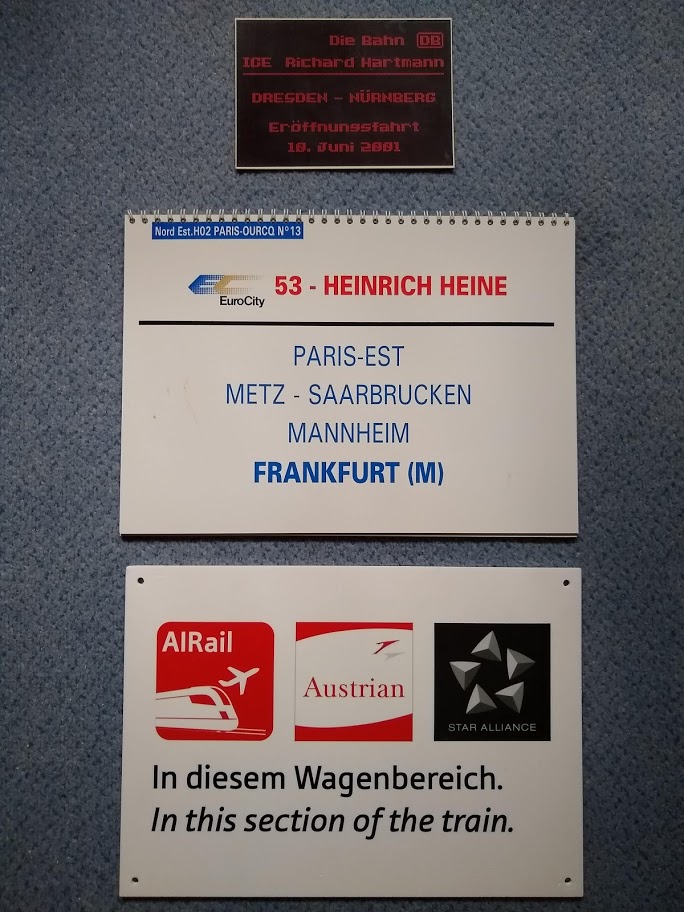 Die Bahn DB
ICE Richard Hartmann
DRESDEN - NÜRNBERG
Eröffnungsfahrt
10. Juni 2001
Nord Est.H02 PARIS-OURCQ N°13
EC
EuroCity
53 - HEINRICH HEINE
PARIS-EST
METZ - SAARBRUCKEN
MANNHEIM
FRANKFURT (M)
AIRail
Austrian
STAR ALLIANCE
In diesem Wagenbereich.
In this section of the train.